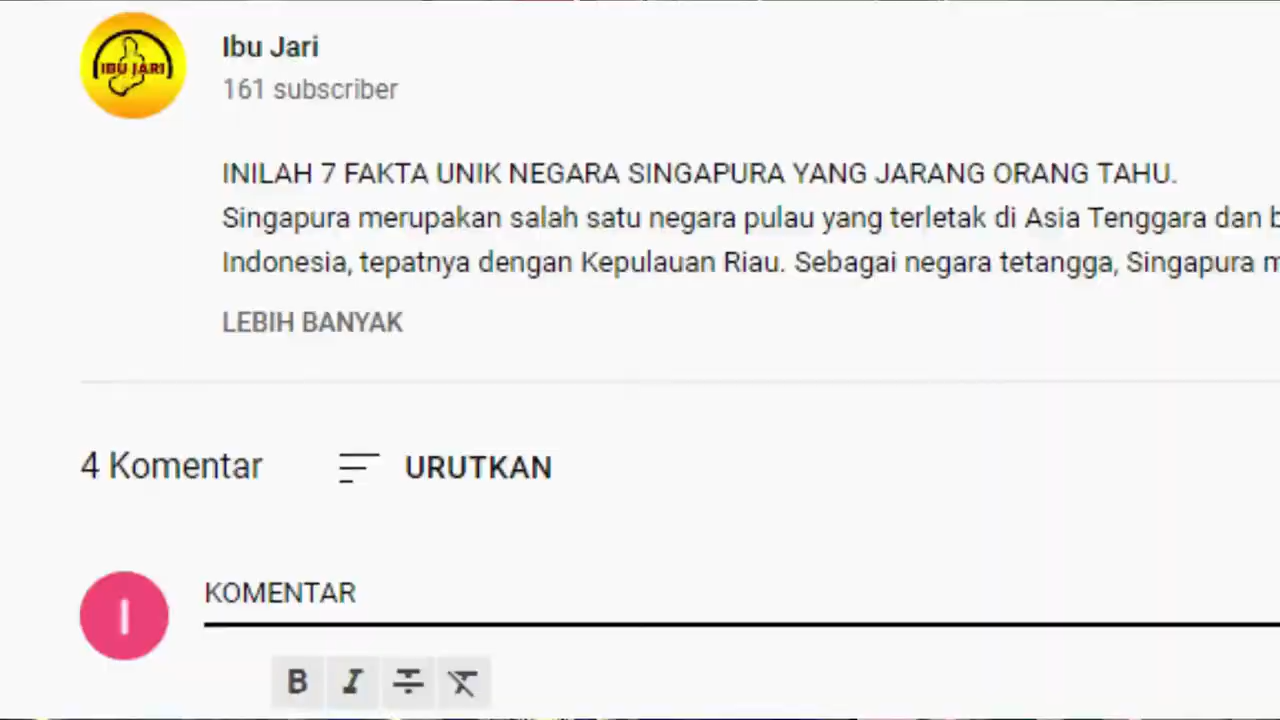 IBU JARI
Ibu Jari
161 subscriber
INILAH 7 FAKTA UNIK NEGARA SINGAPURA YANG JARANG ORANG TAHU.
Singapura merupakan salah satu negara pulau yang terletak di Asia Tenggara dan b
Indonesia, tepatnya dengan Kepulauan Riau. Sebagai negara tetangga, Singapura m
LEBIH BANYAK
4 Komentar URUTKAN
I KOMENTAR
B I T T